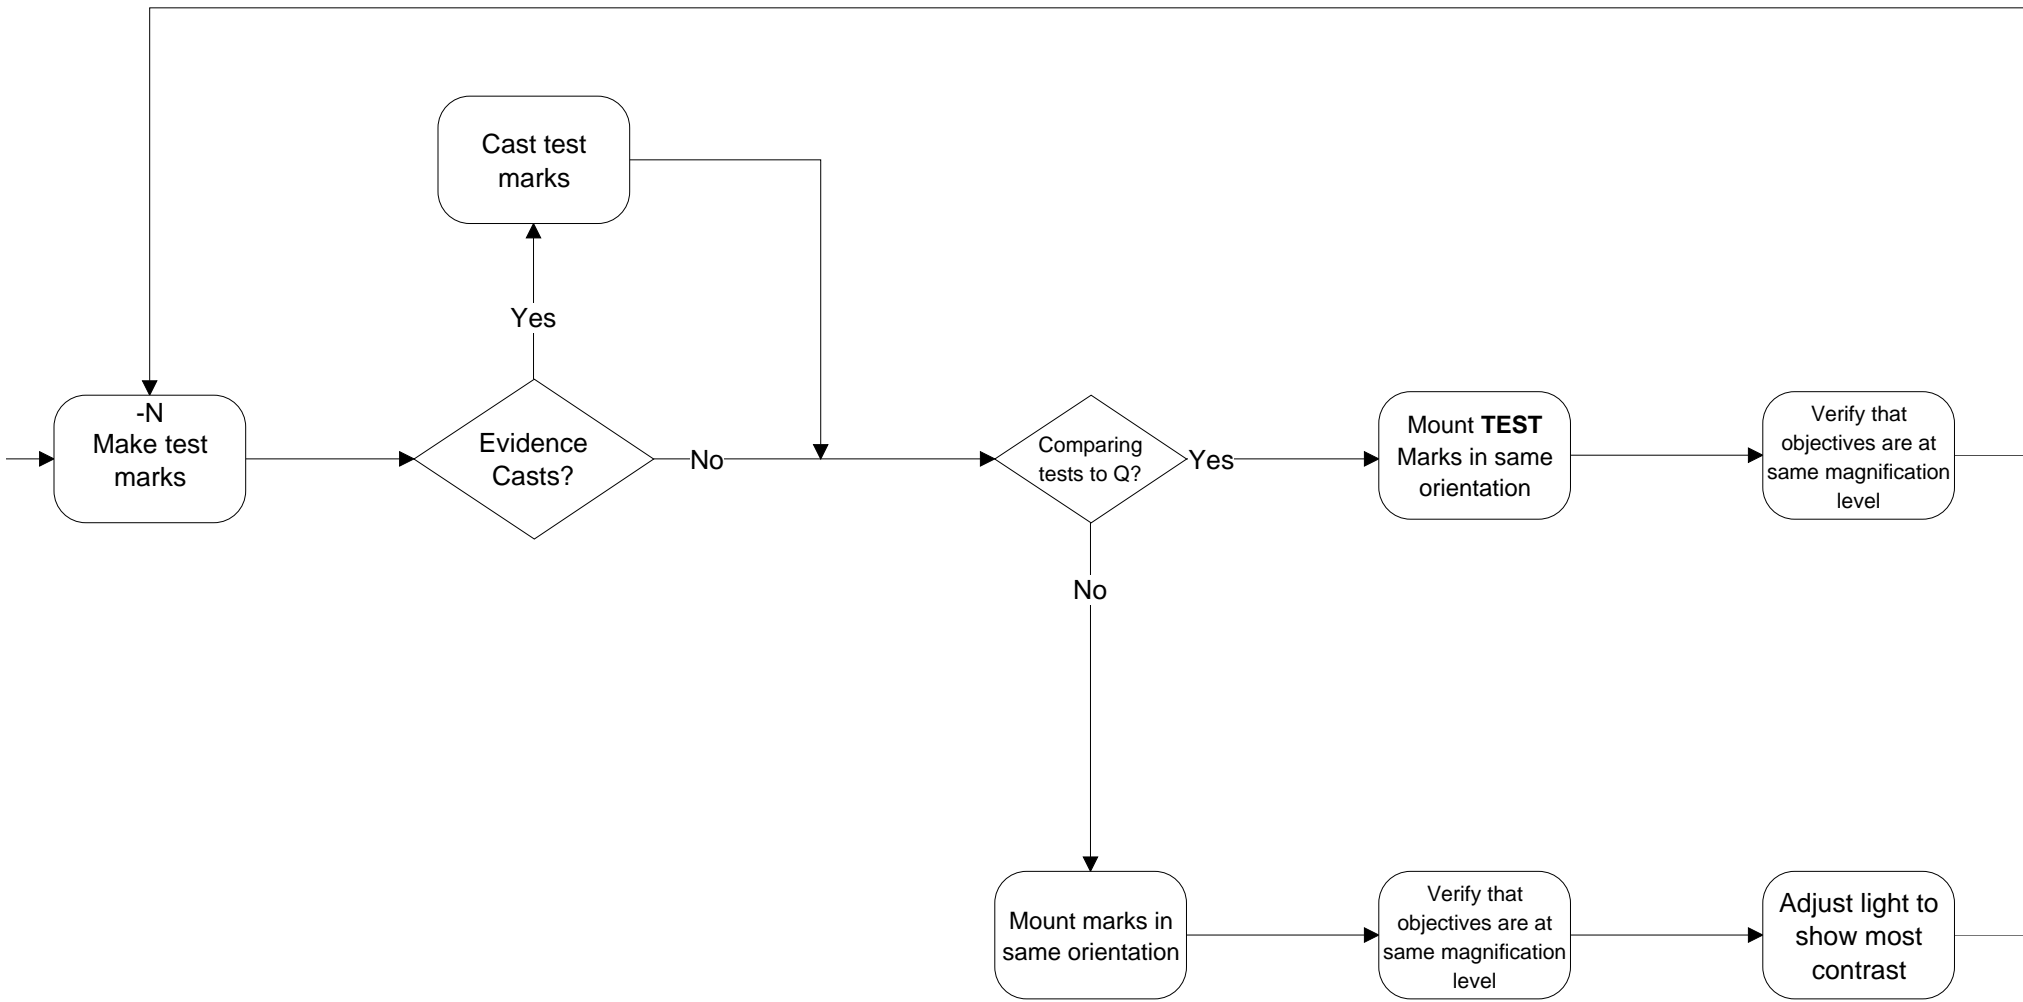 Cast test
marks
Yes
-N
Make test
marks
Evidence
Casts?
No
Comparing
tests to Q?
Yes
Mount TEST
Marks in same
orientation
Verify that
objectives are at
same magnification
level
No
Mount marks in
same orientation
Verify that
objectives are at
same magnification
level
Adjust light to
show most
contrast